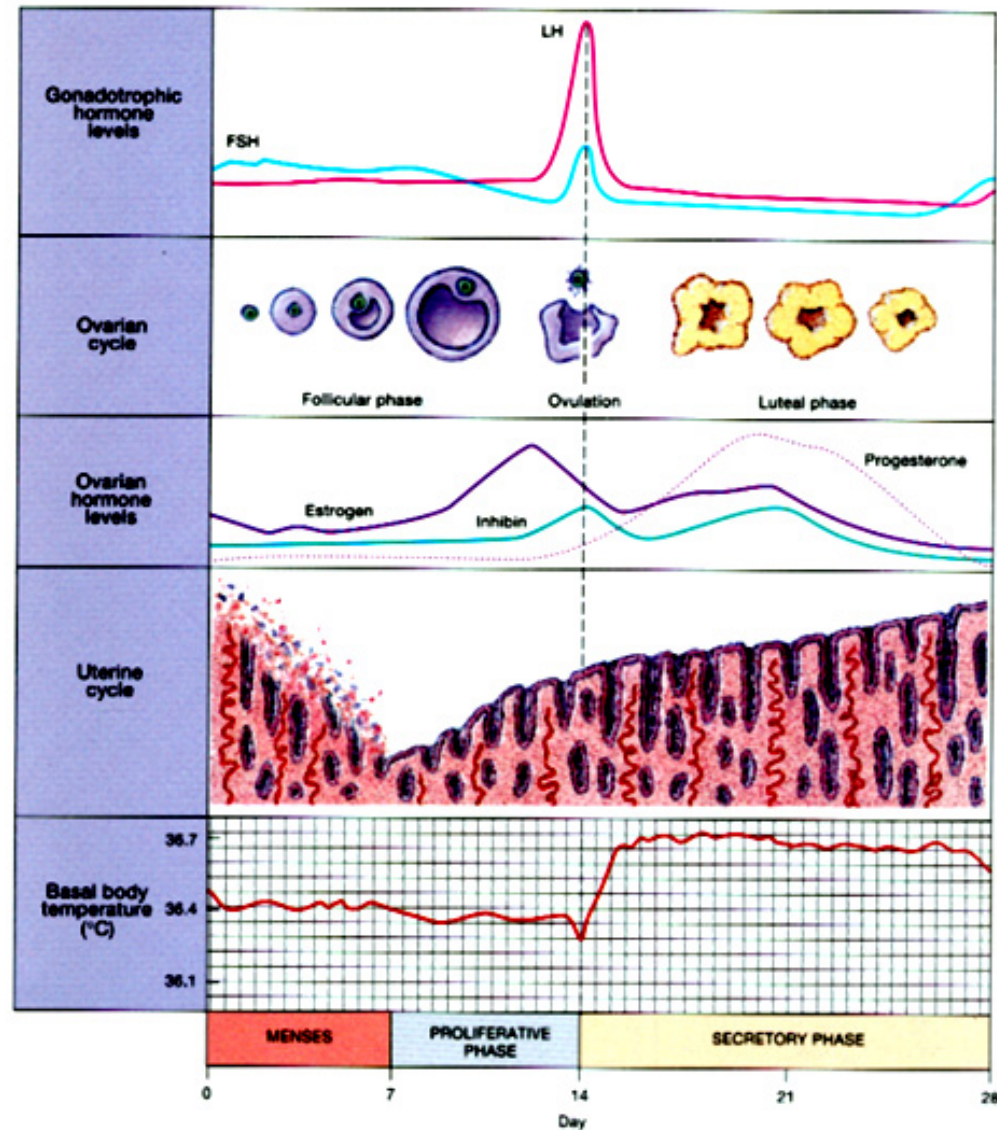 Gonadotrophic
hormone
levels
LH
FSH
Ovarian
cycle
Follicular phase
Ovulation
Luteal phase
Ovarian
hormone
levels
Estrogen
Inhibin
Progesterone
Uterine
cycle
Basal body
temperature
(°C)
36.7
36.4
36.1
MENSES
PROLIFERATIVE
PHASE
SECRETORY PHASE
0
7
14
21
28
Day